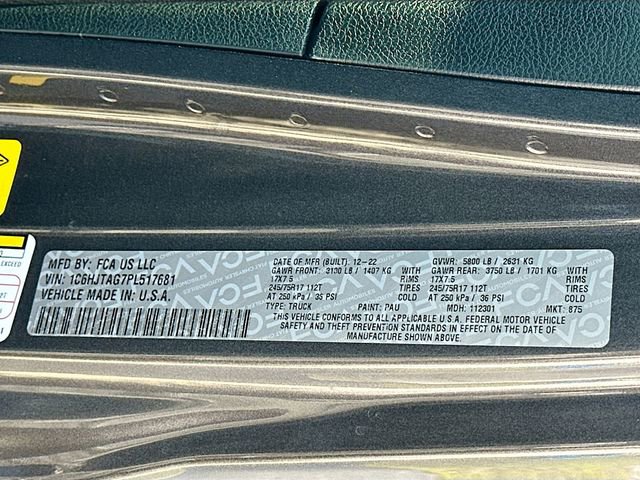 MFD BY: FCA US LLC
VIN: 1C6HJTAG7PL517681
VEHICLE MADE IN U.S.A.
DATE OF MFR (BUILT): 12-22 GVWR: 5800 LB / 2631 KG
GAWR FRONT: 3130 LB / 1407 KG WITH GAWR REAR: 3750 LB / 1701 KG WITH
17X7.5 RIMS 17X7.5 RIMS
245/75R17 112T TIRES 245/75R17 112T TIRES
AT 250 kPa / 36 PSI COLD AT 250 kPa / 36 PSI COLD
TYPE: TRUCK PAINT: PAU MDH: 112301 MKT: 875
THIS VEHICLE CONFORMS TO ALL APPLICABLE U.S.A. FEDERAL MOTOR VEHICLE
SAFETY AND THEFT PREVENTION STANDARDS IN EFFECT ON THE DATE OF
MANUFACTURE SHOWN ABOVE.